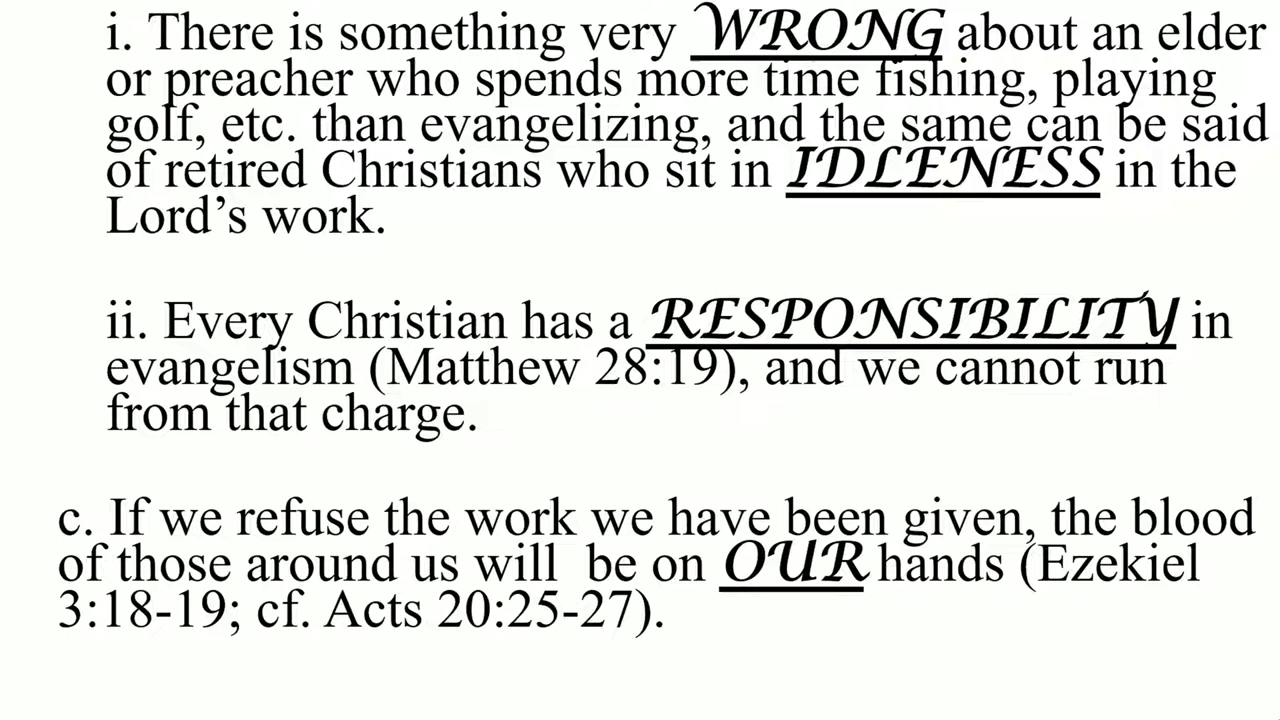 i. There is something very WRONG about an elder
or preacher who spends more time fishing, playing
golf, etc. than evangelizing, and the same can be said
of retired Christians who sit in IDLENESS in the
Lord’s work.
ii. Every Christian has a RESPONSIBILITY in
evangelism (Matthew 28:19), and we cannot run
from that charge.
c. If we refuse the work we have been given, the blood
of those around us will be on OUR hands (Ezekiel
3:18-19; cf. Acts 20:25-27).